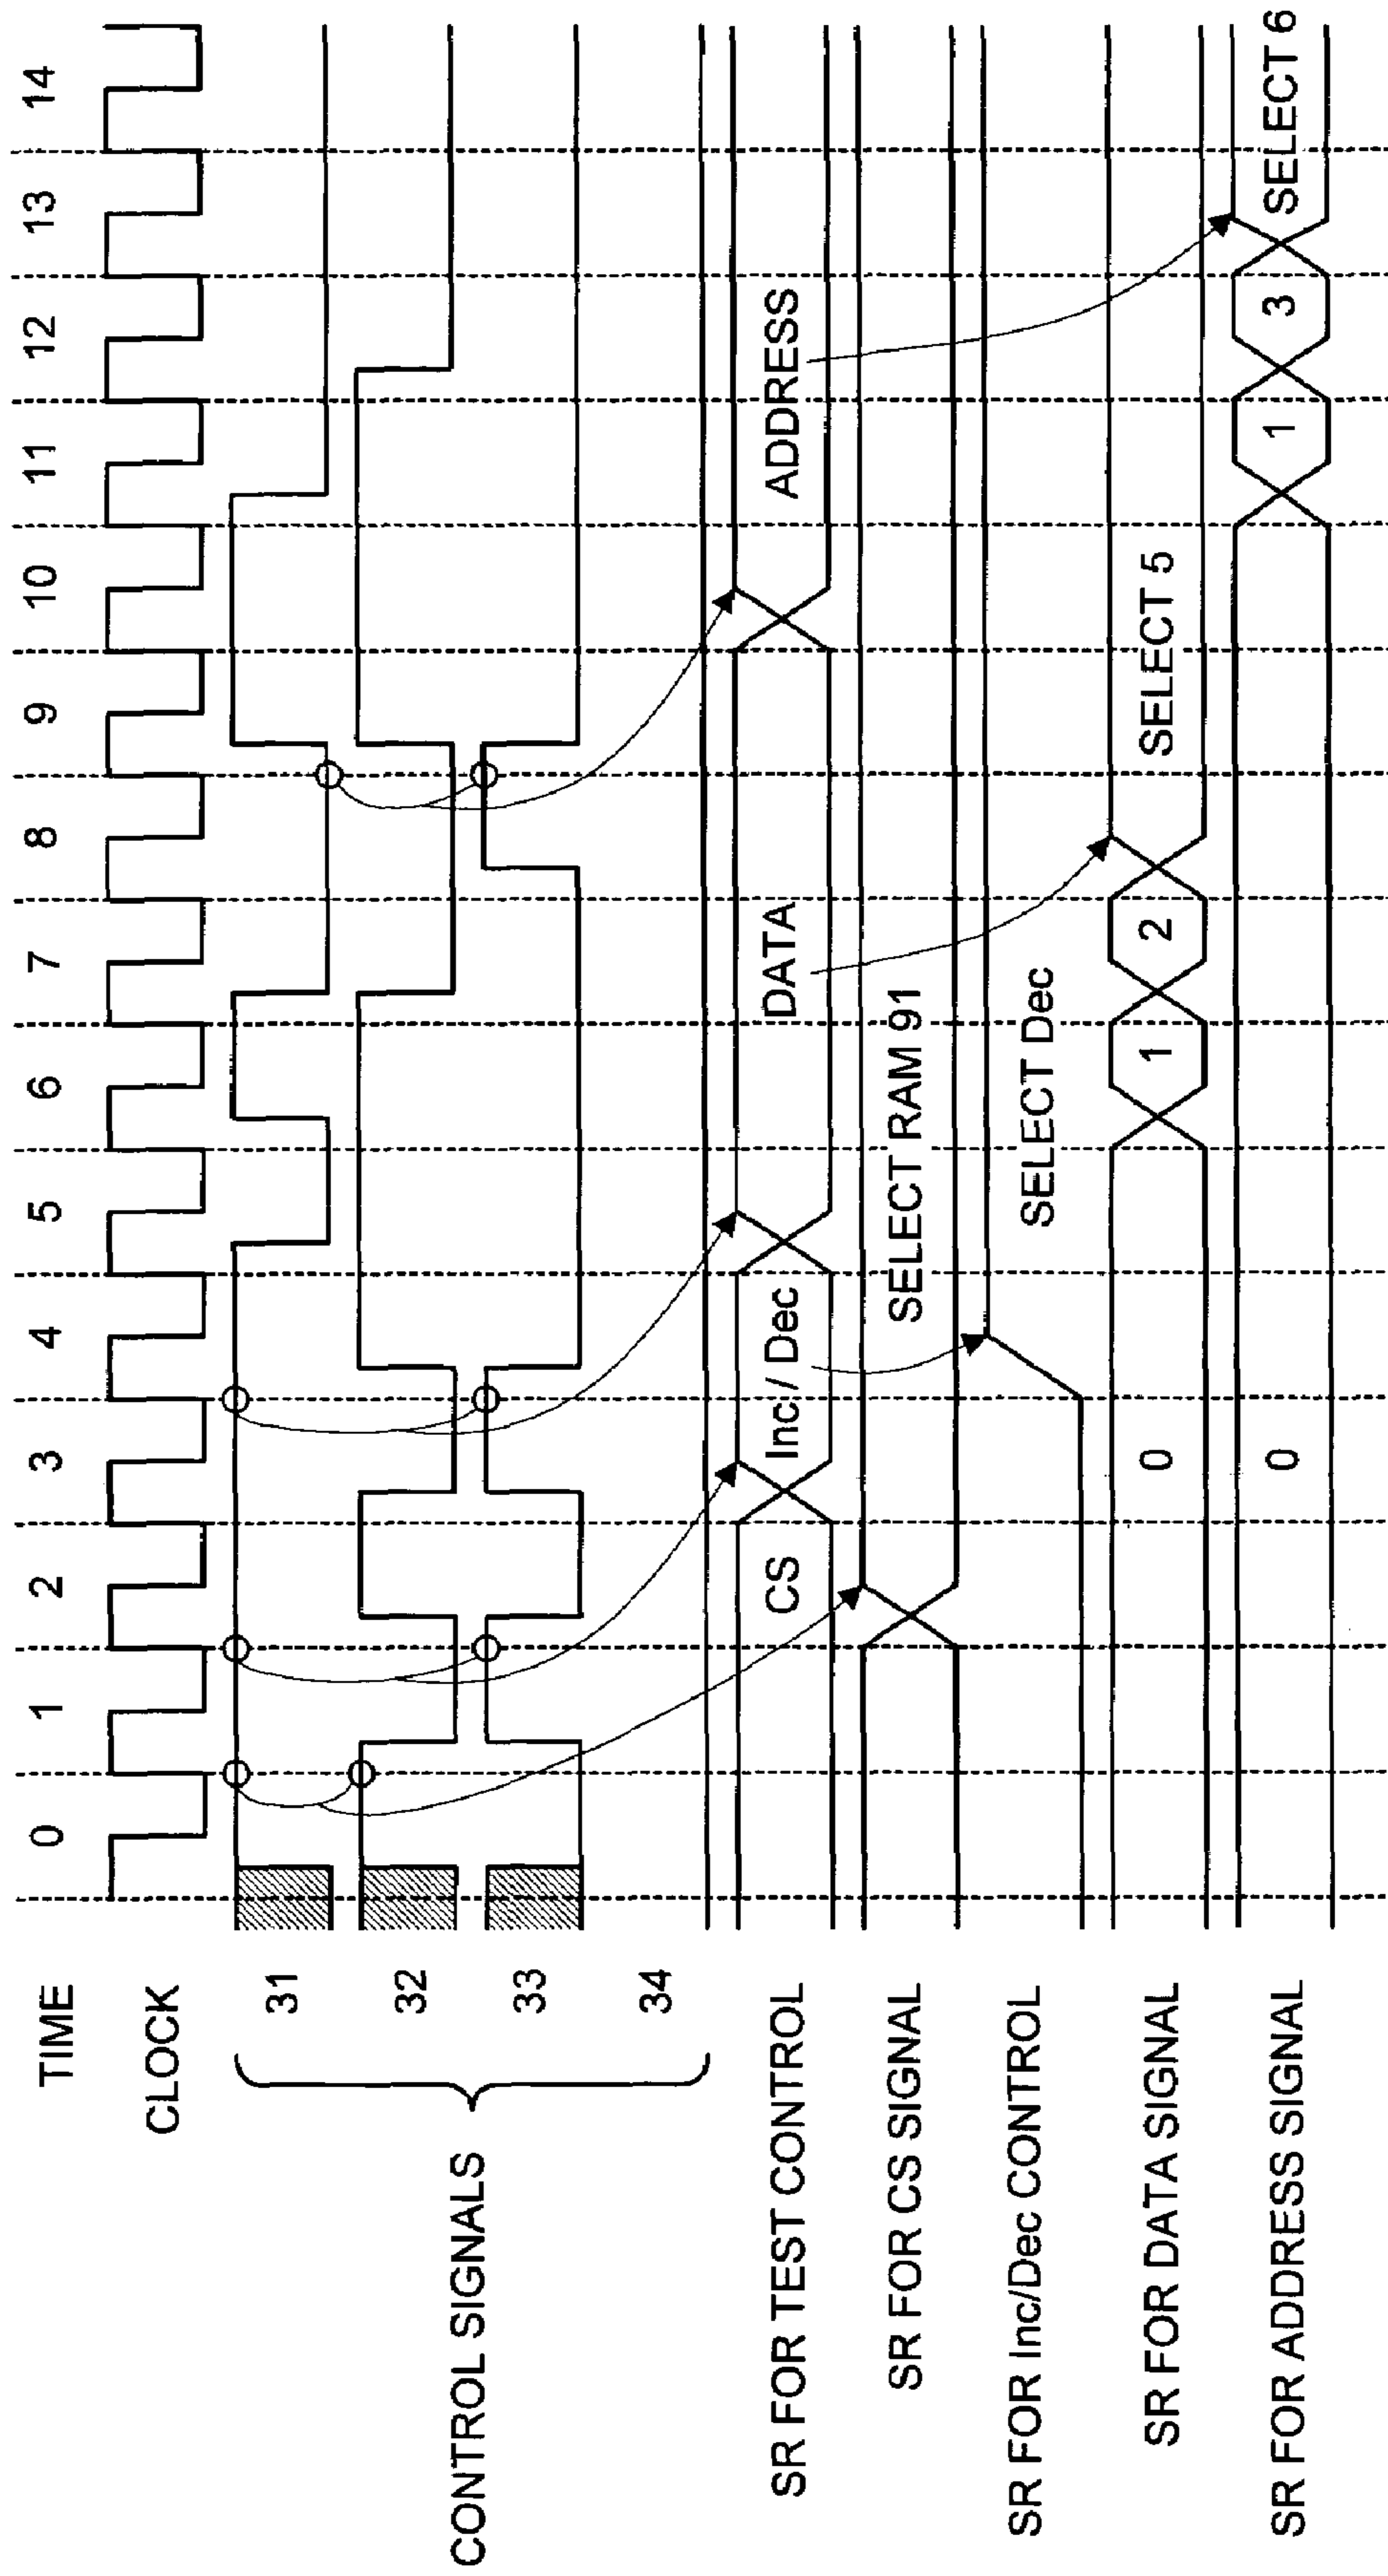 TIME 0 1 2 3 4 5 6 7 8 9 10 11 12 13 14
CLOCK
CONTROL SIGNALS
31
32
33
34
SR FOR TEST CONTROL CS Inc/ Dec DATA ADDRESS
SR FOR CS SIGNAL SELECT RAM 91
SR FOR Inc/Dec CONTROL SELECT Dec
SR FOR DATA SIGNAL 0 1 2 SELECT 5
SR FOR ADDRESS SIGNAL 0 1 3 SELECT 6